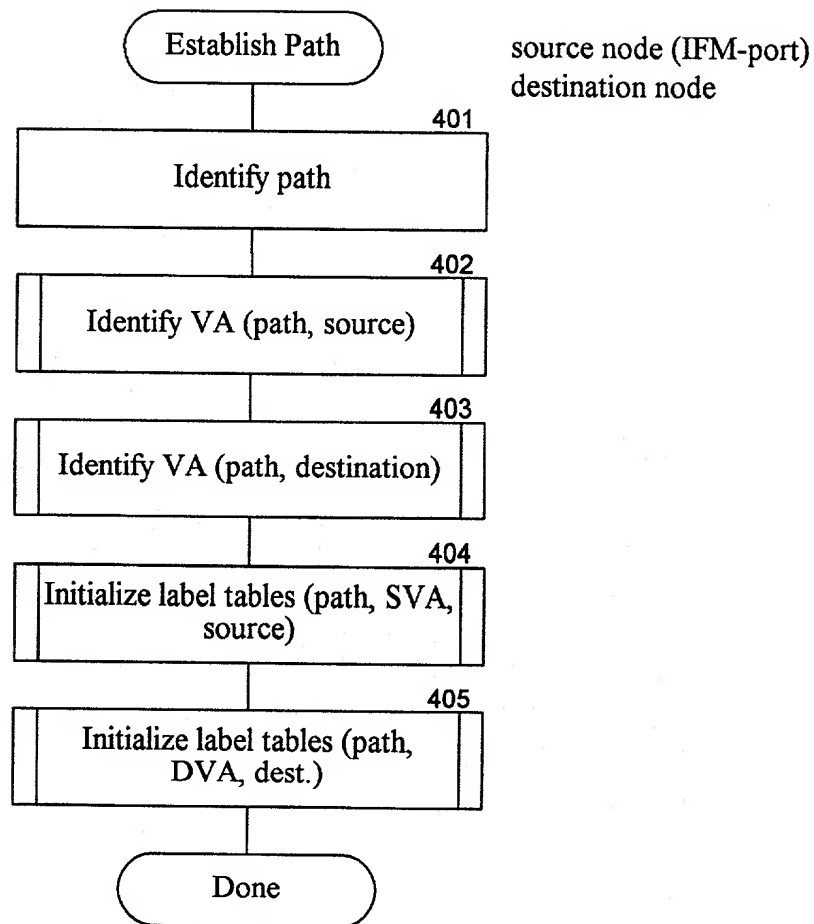 Establish Path
source node (IFM-port)
destination node
401
Identify path
402
Identify VA (path, source)
403
Identify VA (path, destination)
404
Initialize label tables (path, SVA,
source)
405
Initialize label tables (path,
DVA, dest.)
Done